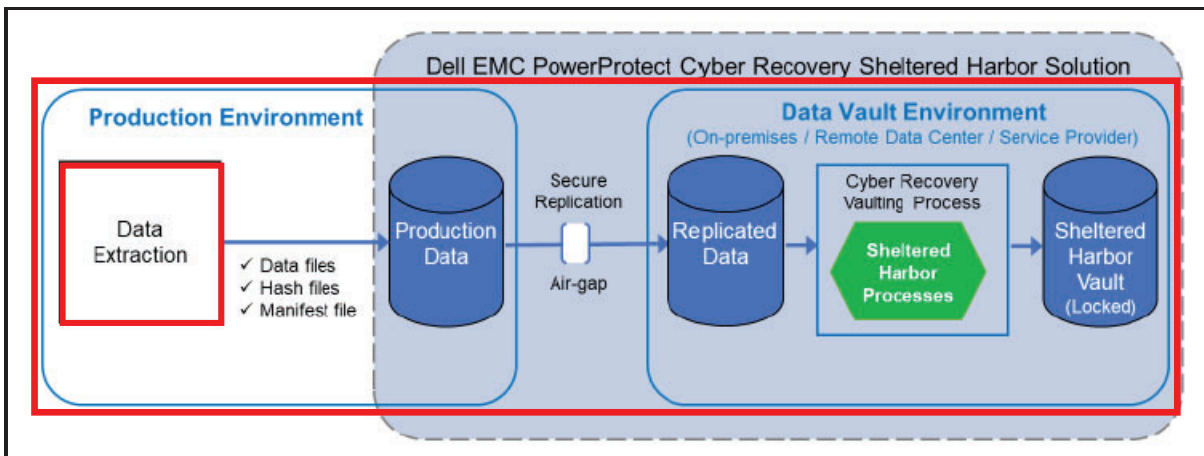 Dell EMC PowerProtect Cyber Recovery Sheltered Harbor Solution
Production Environment
Data Vault Environment
(On-premises / Remote Data Center / Service Provider)
Data
Extraction
✓ Data files
✓ Hash files
✓ Manifest file
Production
Data
Secure
Replication
Air-gap
Replicated
Data
Cyber Recovery
Vaulting Process
Sheltered
Harbor
Processes
Sheltered
Harbor
Vault
(Locked)